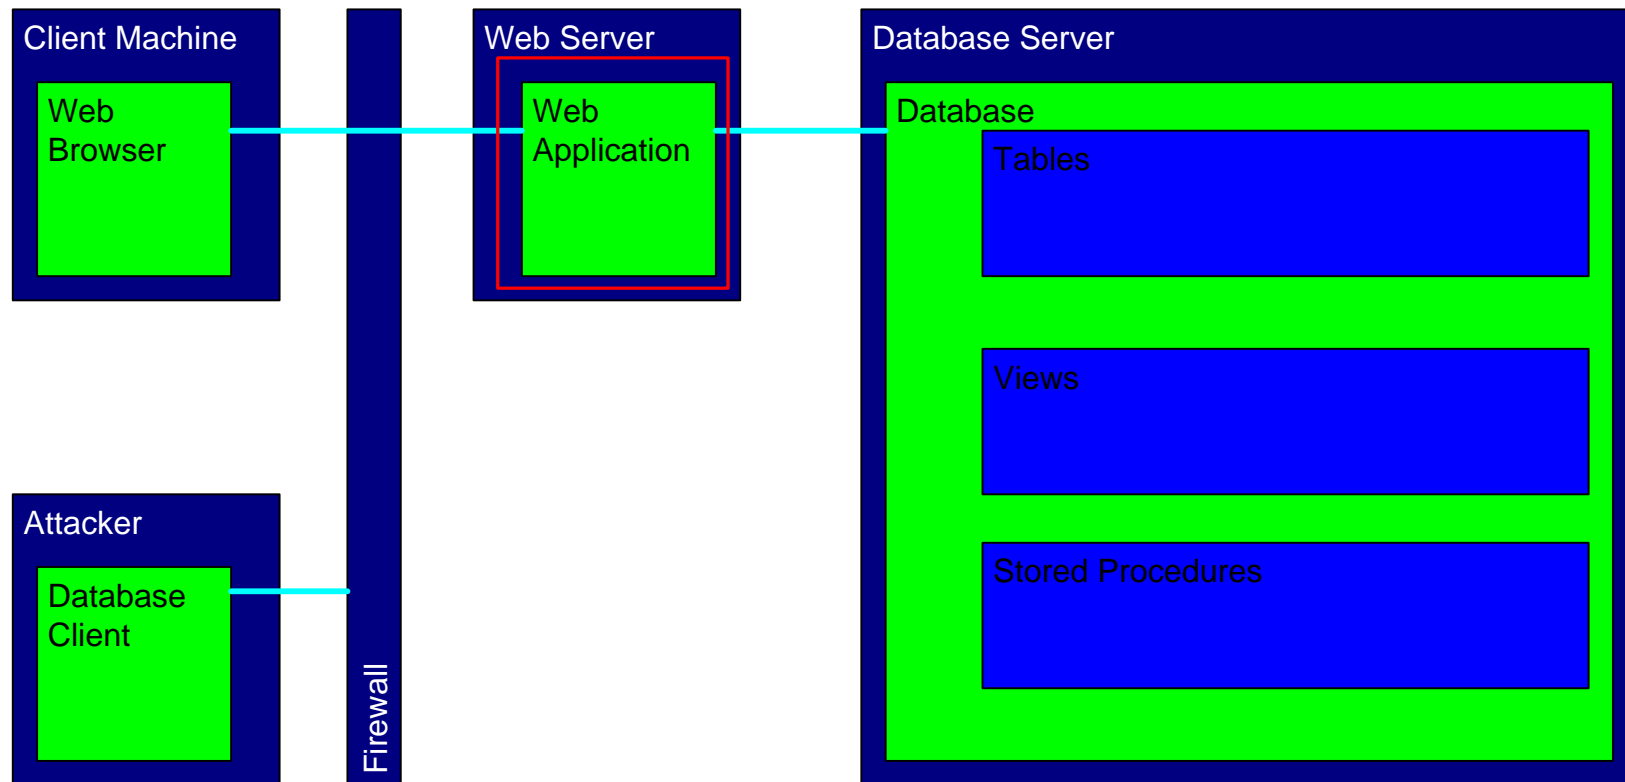 Client Machine
Web
Browser
Firewall
Web Server
Web
Application
Database Server
Database
Tables
Views
Stored Procedures
Attacker
Database
Client